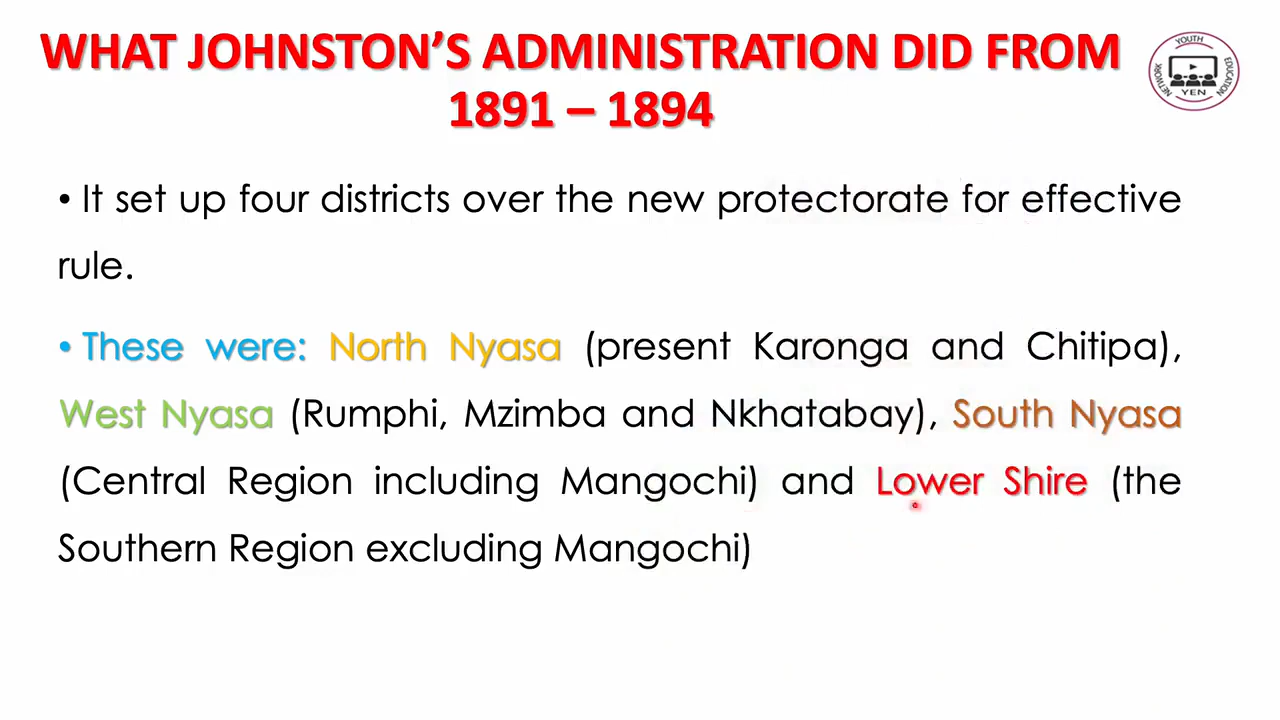 WHAT JOHNSTON'S ADMINISTRATION DID FROM
1891 – 1894
YOUTH EDUCATION NETWORK
YEN
• It set up four districts over the new protectorate for effective
rule.
• These were: North Nyasa (present Karonga and Chitipa),
West Nyasa (Rumphi, Mzimba and Nkhatabay), South Nyasa
(Central Region including Mangochi) and Lower Shire (the
Southern Region excluding Mangochi)